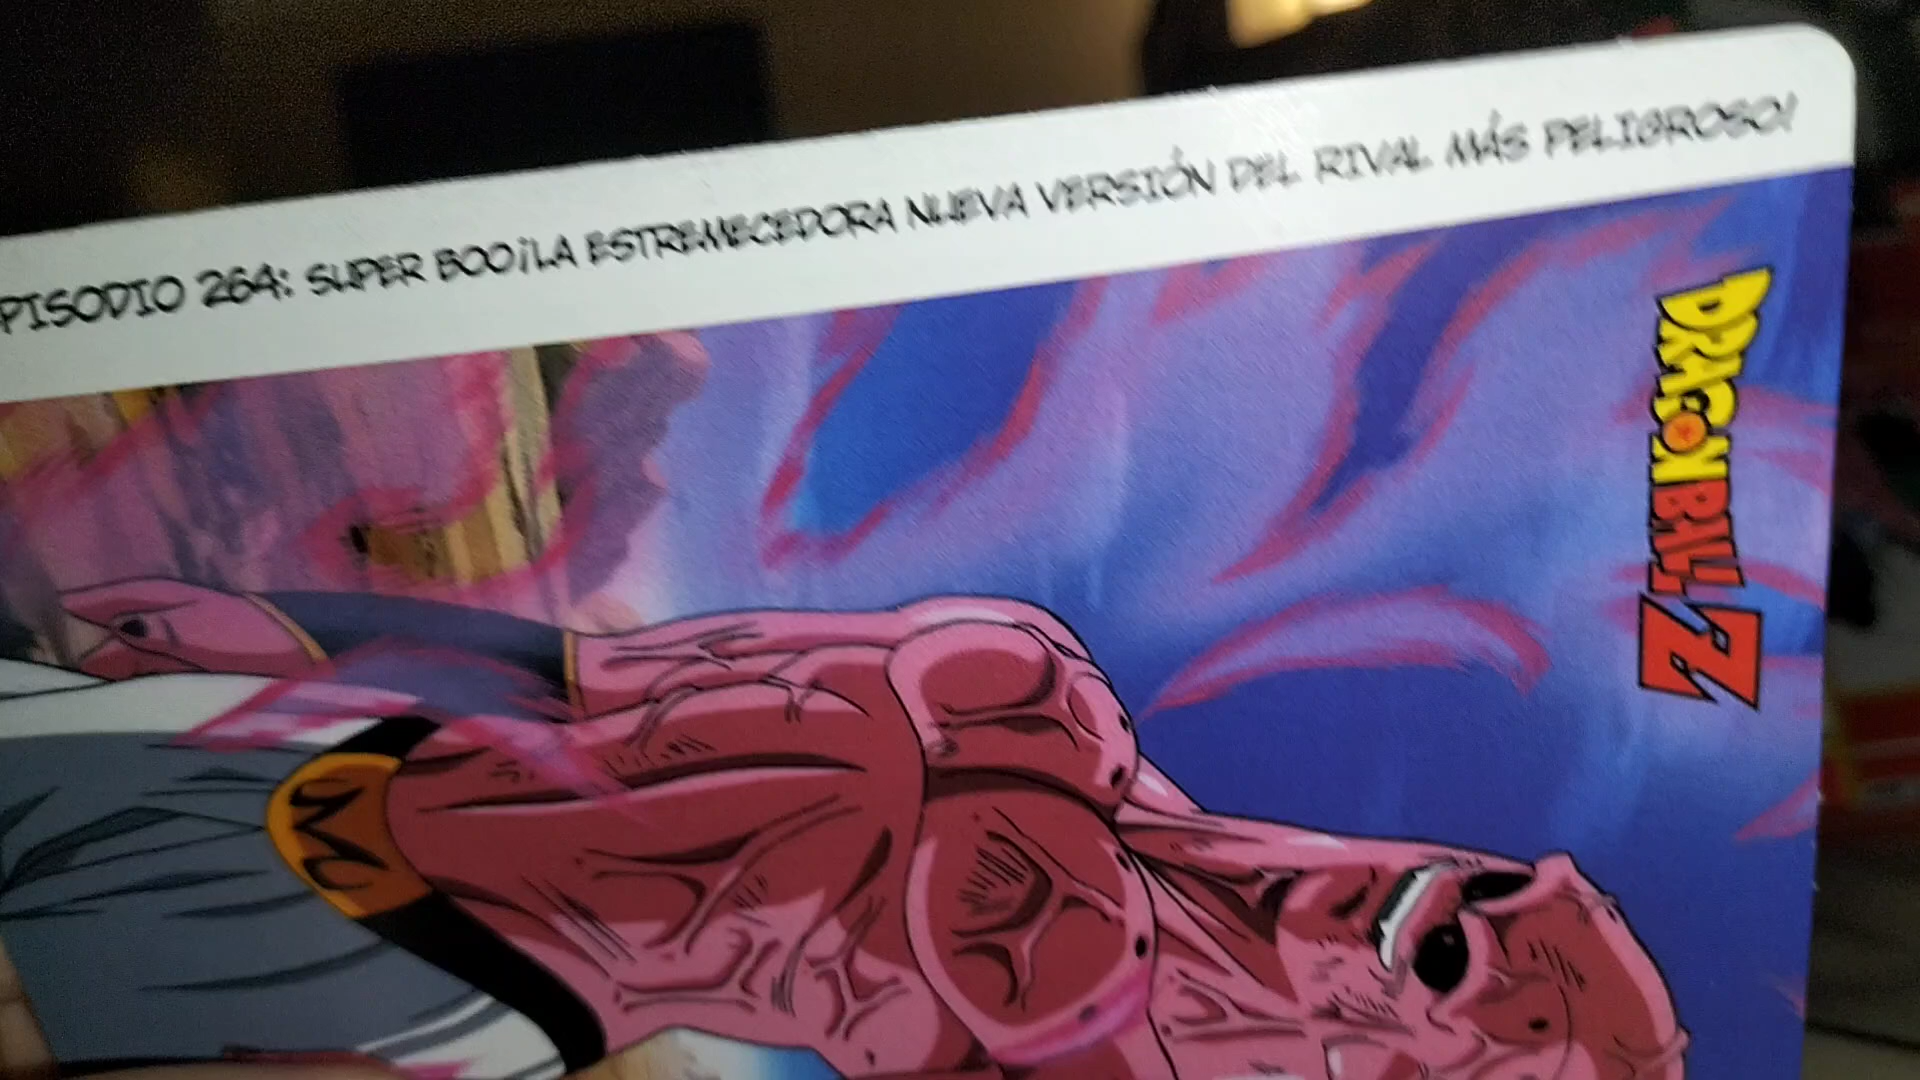 PISODIO 264: SUPER BOO ¡LA ESTREMECEDORA NUEVA VERSIÓN DEL RIVAL MÁS PELIGROSO!
DRAGON BALL Z
M